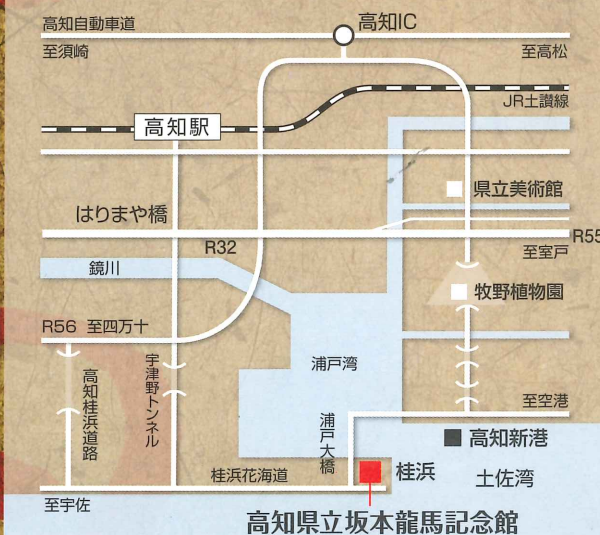 高知自動車道
高知IC
至須崎
至高松
JR土讃線
高知駅
県立美術館
はりまや橋
R32
R55
至室戸
鏡川
牧野植物園
R56 至四万十
浦戸湾
宇津野トンネル
高知桂浜道路
至空港
浦戸大橋
高知新港
桂浜
土佐湾
桂浜花海道
至宇佐
高知県立坂本龍馬記念館